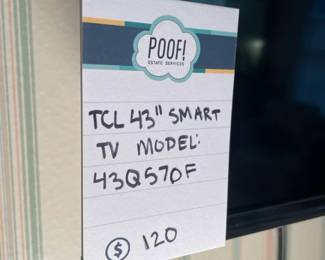 POOF!
ESTATE SERVICES
TCL 43" SMART
TV MODEL:
43Q570F
$ 120